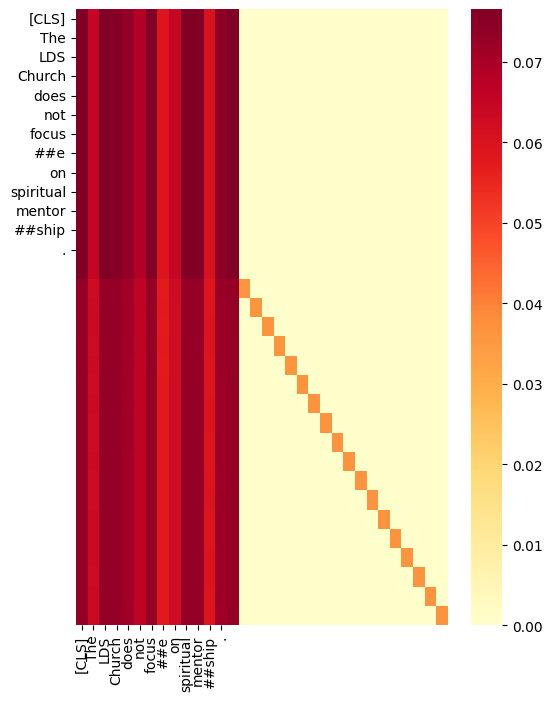 [CLS]
The
LDS
Church
does
not
focus
##e
on
spiritual
mentor
##ship
.
0.07
0.06
0.05
0.04
0.03
0.02
0.01
0.00
[CLS]
The
LDS
Church
does
not
focus
##e
on
spiritual
mentor
##ship
.